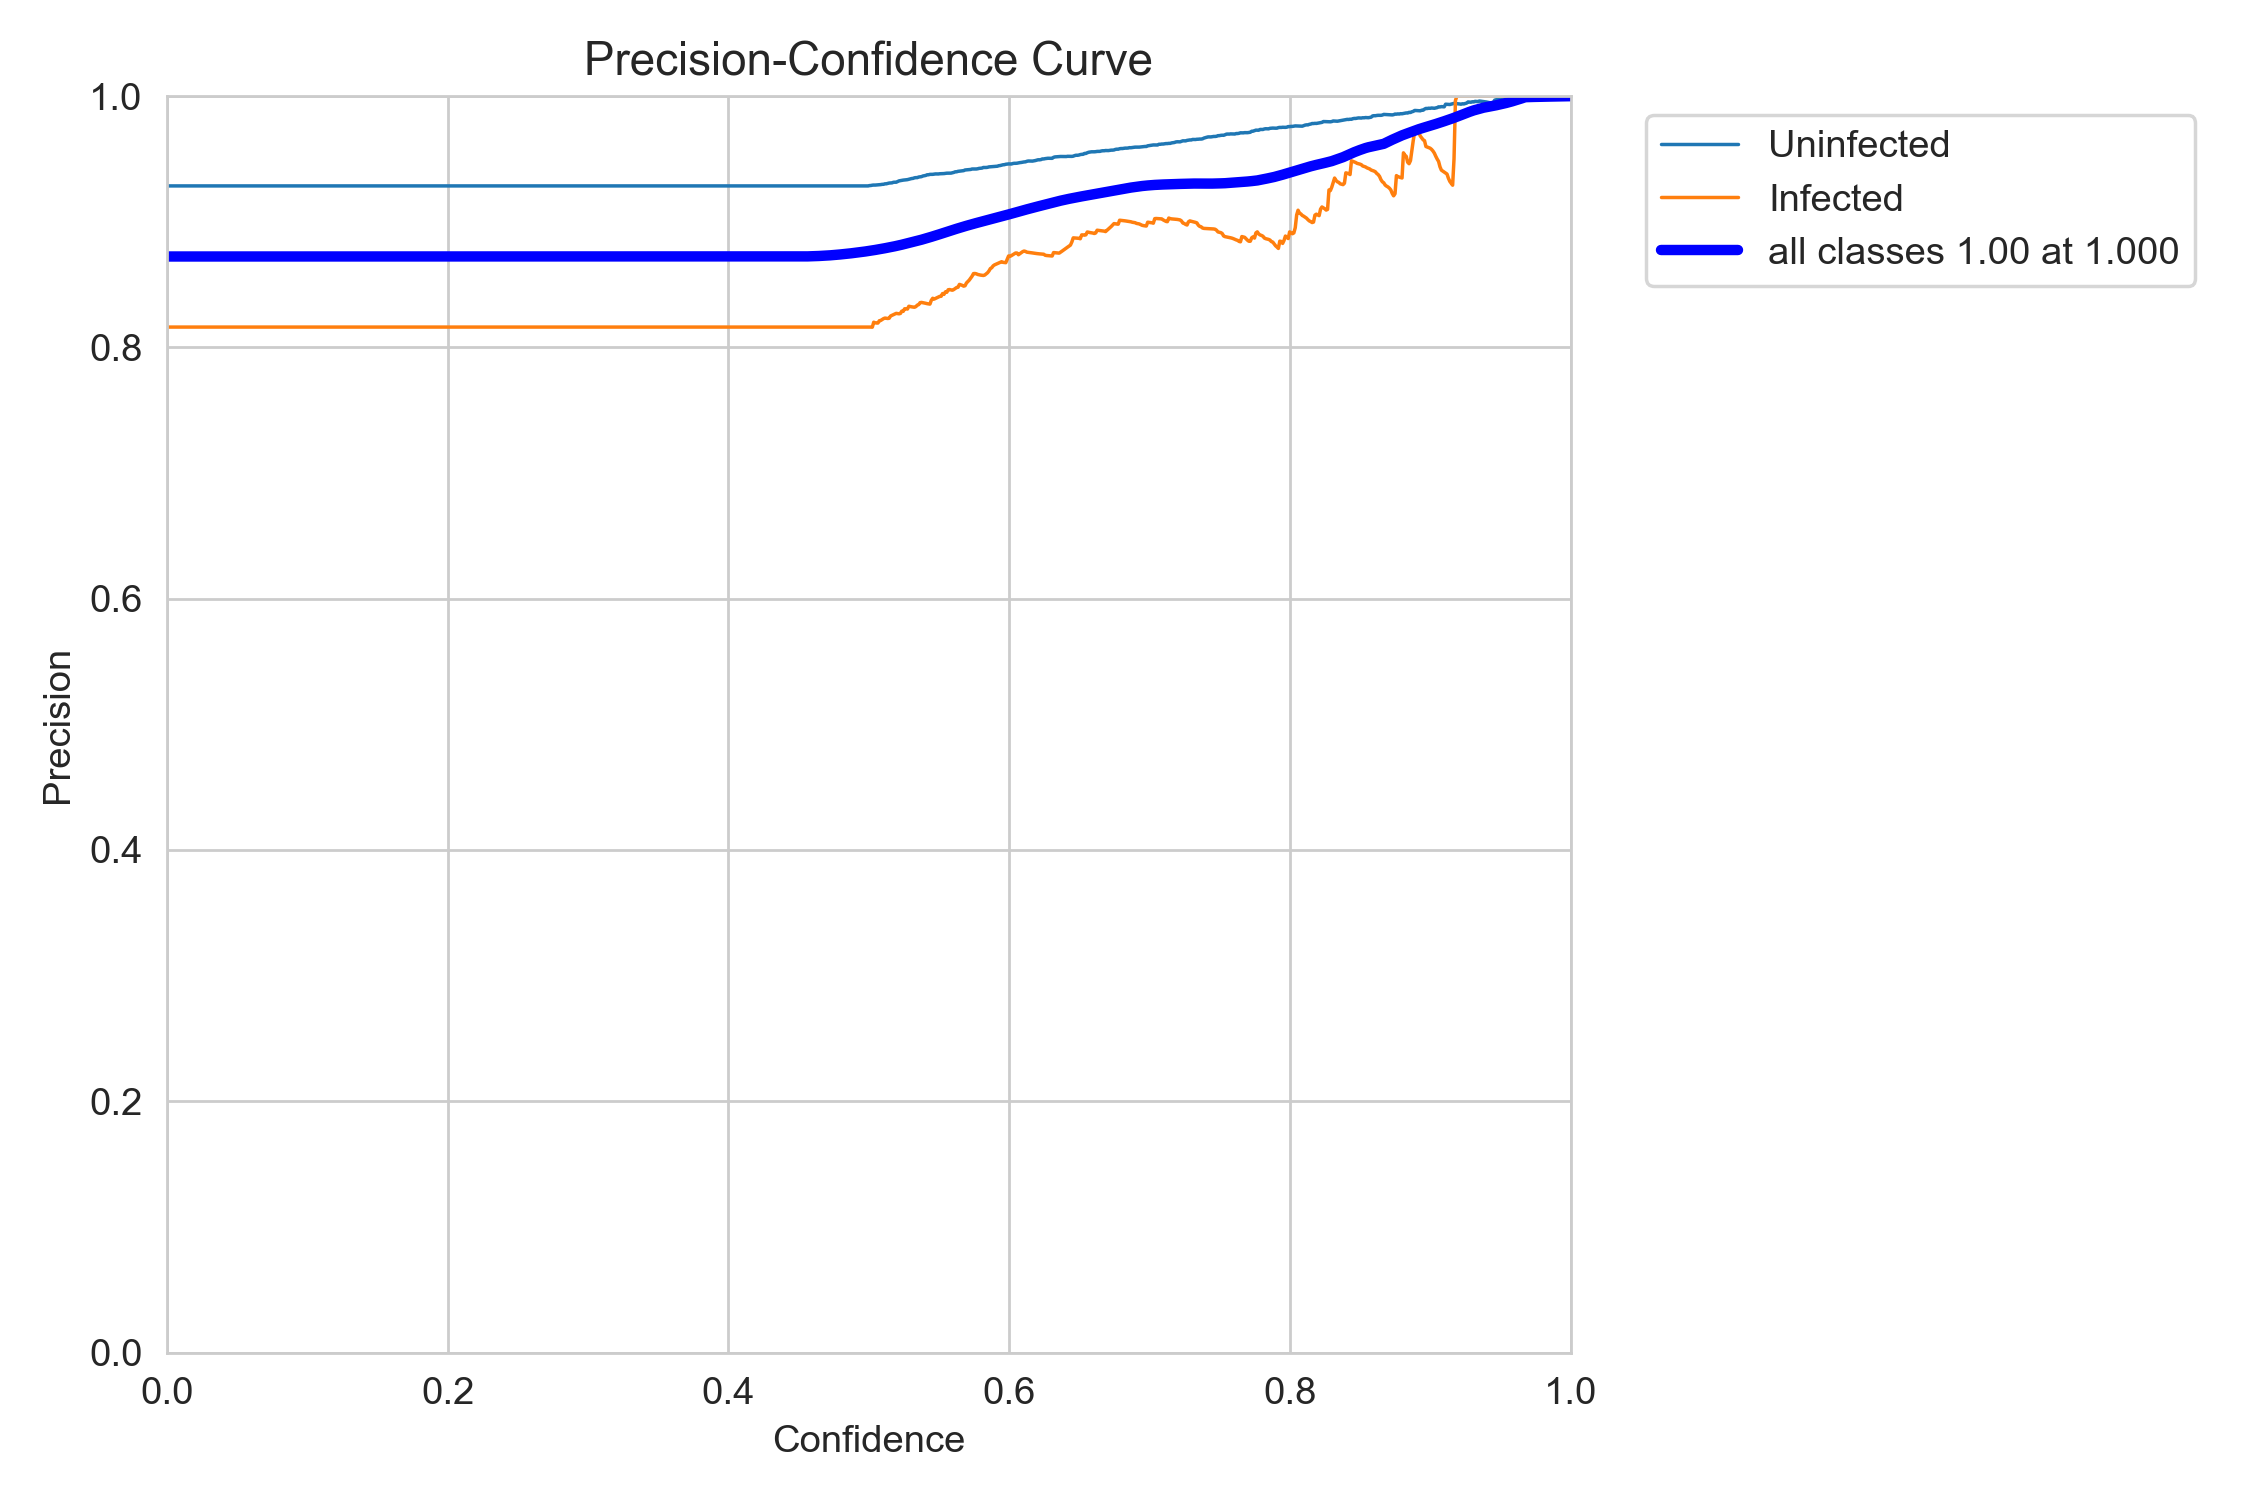 Precision-Confidence Curve
1.0
0.8
0.6
0.4
0.2
0.0
Precision
0.0 0.2 0.4 0.6 0.8 1.0
Confidence
Uninfected
Infected
all classes 1.00 at 1.000